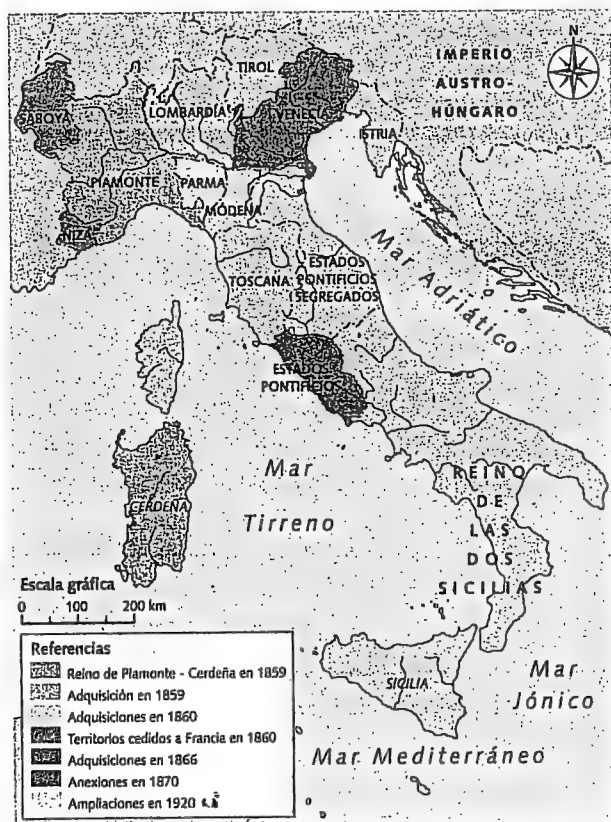 N
IMPERIO
AUSTRO-
HÚNGARO
TIROL
SABOYA
LOMBARDÍA
VENECIA
ISTRIA
PIAMONTE
PARMA
MÓDENA
NIZA
Mar Adriático
TOSCANA
ESTADOS
PONTIFICIOS
SEGREGADOS
ESTADOS
PONTIFICIOS
Mar
Tirreno
CERDEÑA
REINO
DE
LAS
DOS
SICILIAS
Escala gráfica
0 100 200 km
SICILIA
Mar
Jónico
Mar Mediterráneo
Referencias
Reino de Piamonte - Cerdeña en 1859
Adquisición en 1859
Adquisiciones en 1860
Territorios cedidos a Francia en 1860
Adquisiciones en 1866
Anexiones en 1870
Ampliaciones en 1920